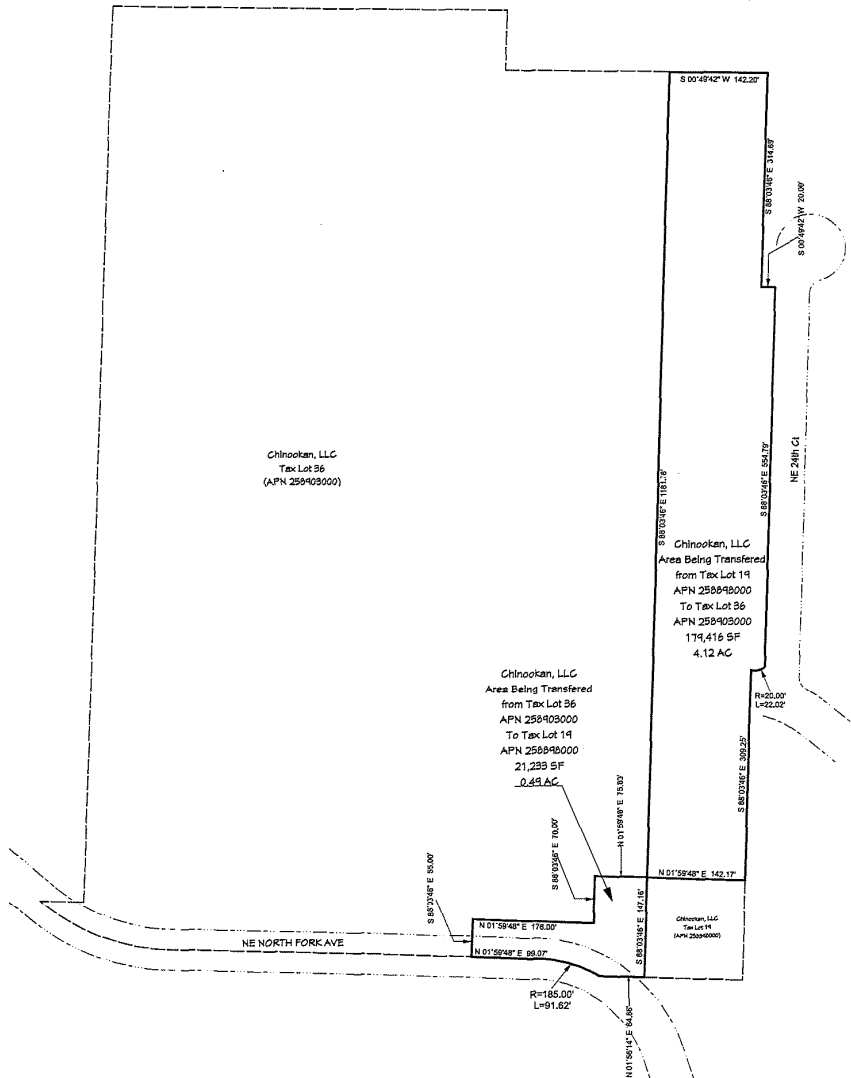 S 00°49'42" W 142.20'
S 88°03'46" E 314.69'
S 00°49'42" W 20.00'
Chinookan, LLC
Tax Lot 36
(APN 258903000)
S 88°03'46" E 1181.78'
S 88°03'46" E 554.79'
NE 24th Ct
Chinookan, LLC
Area Being Transfered
from Tax Lot 19
APN 258898000
To Tax Lot 36
APN 258903000
179,416 SF
4.12 AC
R=20.00'
L=22.02'
Chinookan, LLC
Area Being Transfered
from Tax Lot 36
APN 258903000
To Tax Lot 19
APN 258898000
21,233 SF
0.49 AC
S 88°03'46" E 309.25'
N 01°59'48" E 75.83'
S 88°03'46" E 70.00'
S 88°03'46" E 55.00'
N 01°59'48" E 142.17'
N 01°59'48" E 176.00'
S 88°03'46" E 147.16'
Chinookan, LLC
Tax Lot 19
NE NORTH FORK AVE
N 01°59'48" E 99.07'
R=185.00'
L=91.62'
N 01°56'14" E 64.86'